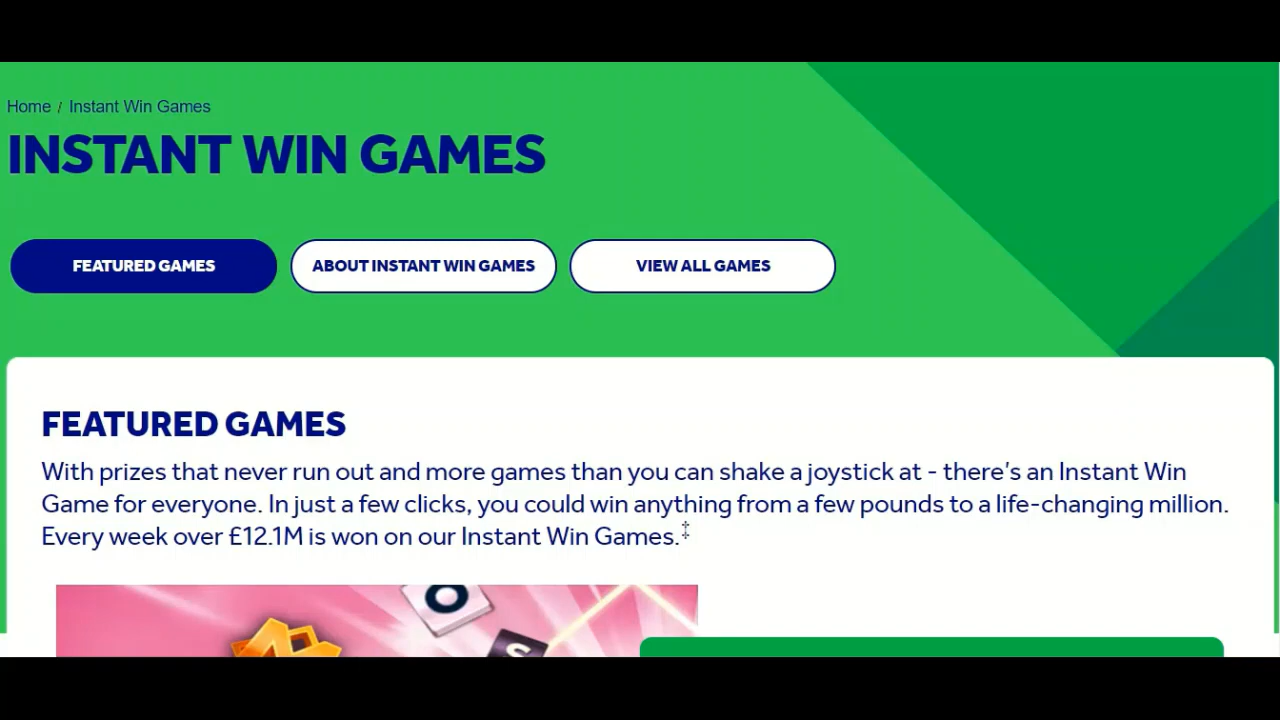 Home / Instant Win Games
INSTANT WIN GAMES
FEATURED GAMES
ABOUT INSTANT WIN GAMES
VIEW ALL GAMES
FEATURED GAMES
With prizes that never run out and more games than you can shake a joystick at - there's an Instant Win
Game for everyone. In just a few clicks, you could win anything from a few pounds to a life-changing million.
Every week over £12.1M is won on our Instant Win Games.‡
O
S